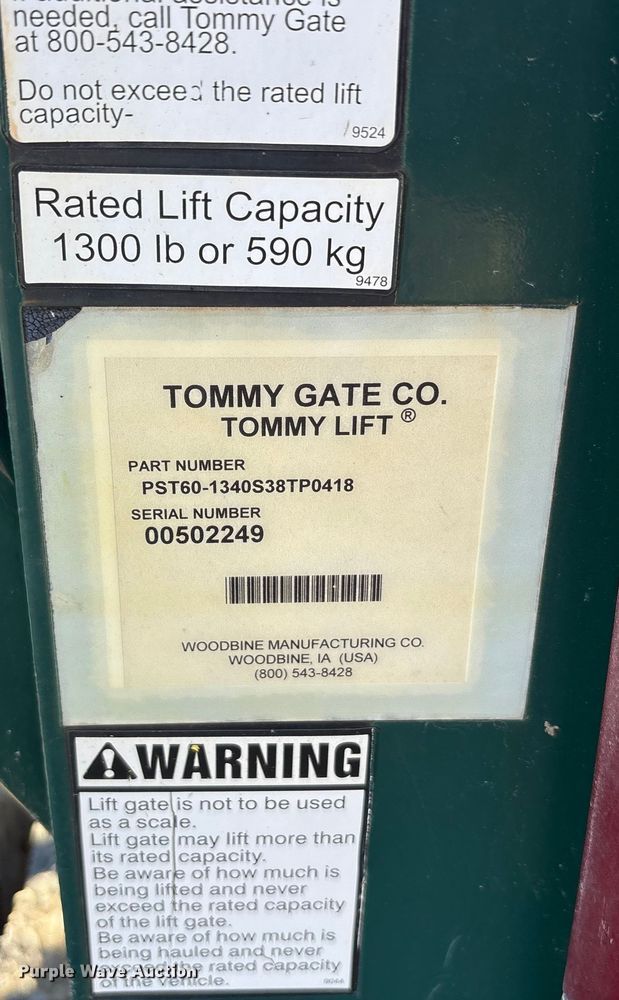 needed, call Tommy Gate
at 800-543-8428.
Do not exceed the rated lift
capacity-
9524
Rated Lift Capacity
1300 lb or 590 kg
9478
TOMMY GATE CO.
TOMMY LIFT ®
PART NUMBER
PST60-1340S38TP0418
SERIAL NUMBER
00502249
WOODBINE MANUFACTURING CO.
WOODBINE, IA (USA)
(800) 543-8428
WARNING
Lift gate is not to be used
as a scale.
Lift gate may lift more than
its rated capacity.
Be aware of how much is
being lifted and never
exceed the rated capacity
of the lift gate.
Be aware of how much is
being hauled and never
exceed the rated capacity
of the vehicle.
Purple Wave Auction